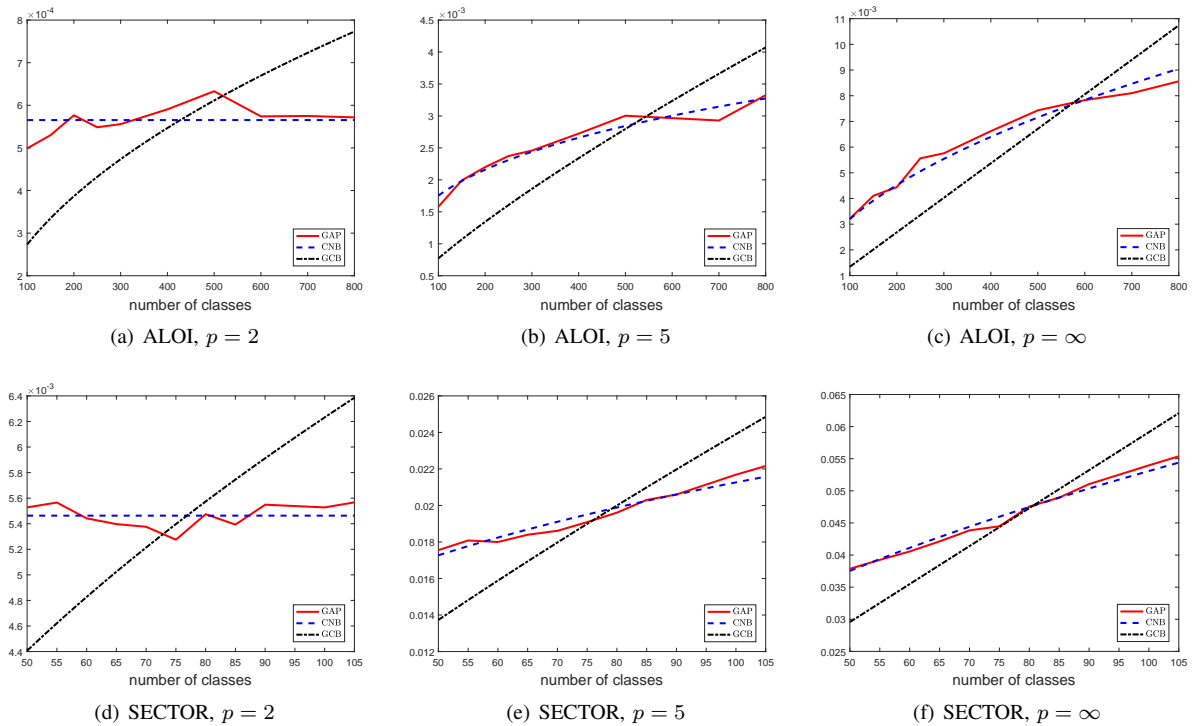 ×10⁻⁴
8
7
6
5
4
3
2
100 200 300 400 500 600 700 800
number of classes
GAP
CNB
GCB
(a) ALOI, p = 2
×10⁻³
4.5
4
3.5
3
2.5
2
1.5
1
0.5
100 200 300 400 500 600 700 800
number of classes
GAP
CNB
GCB
(b) ALOI, p = 5
×10⁻³
11
10
9
8
7
6
5
4
3
2
1
100 200 300 400 500 600 700 800
number of classes
GAP
CNB
GCB
(c) ALOI, p = ∞
×10⁻³
6.4
6.2
6
5.8
5.6
5.4
5.2
5
4.8
4.6
4.4
50 55 60 65 70 75 80 85 90 95 100 105
number of classes
GAP
CNB
GCB
(d) SECTOR, p = 2
0.026
0.024
0.022
0.02
0.018
0.016
0.014
0.012
50 55 60 65 70 75 80 85 90 95 100 105
number of classes
GAP
CNB
GCB
(e) SECTOR, p = 5
0.065
0.06
0.055
0.05
0.045
0.04
0.035
0.03
0.025
50 55 60 65 70 75 80 85 90 95 100 105
number of classes
GAP
CNB
GCB
(f) SECTOR, p = ∞